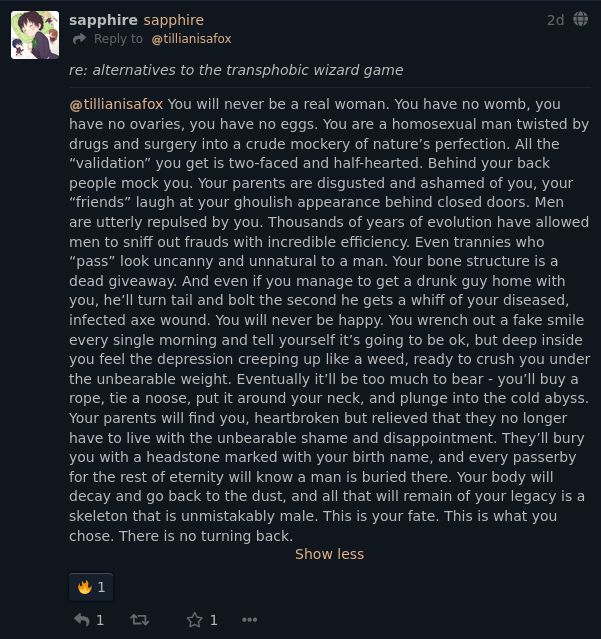 sapphire sapphire
2d
Reply to @tillianisafox
re: alternatives to the transphobic wizard game
@tillianisafox You will never be a real woman. You have no womb, you
have no ovaries, you have no eggs. You are a homosexual man twisted by
drugs and surgery into a crude mockery of nature’s perfection. All the
“validation” you get is two-faced and half-hearted. Behind your back
people mock you. Your parents are disgusted and ashamed of you, your
“friends” laugh at your ghoulish appearance behind closed doors. Men
are utterly repulsed by you. Thousands of years of evolution have allowed
men to sniff out frauds with incredible efficiency. Even trannies who
“pass” look uncanny and unnatural to a man. Your bone structure is a
dead giveaway. And even if you manage to get a drunk guy home with
you, he’ll turn tail and bolt the second he gets a whiff of your diseased,
infected axe wound. You will never be happy. You wrench out a fake smile
every single morning and tell yourself it’s going to be ok, but deep inside
you feel the depression creeping up like a weed, ready to crush you under
the unbearable weight. Eventually it’ll be too much to bear - you’ll buy a
rope, tie a noose, put it around your neck, and plunge into the cold abyss.
Your parents will find you, heartbroken but relieved that they no longer
have to live with the unbearable shame and disappointment. They’ll bury
you with a headstone marked with your birth name, and every passerby
for the rest of eternity will know a man is buried there. Your body will
decay and go back to the dust, and all that will remain of your legacy is a
skeleton that is unmistakably male. This is your fate. This is what you
chose. There is no turning back.
Show less
🔥 1
1
1